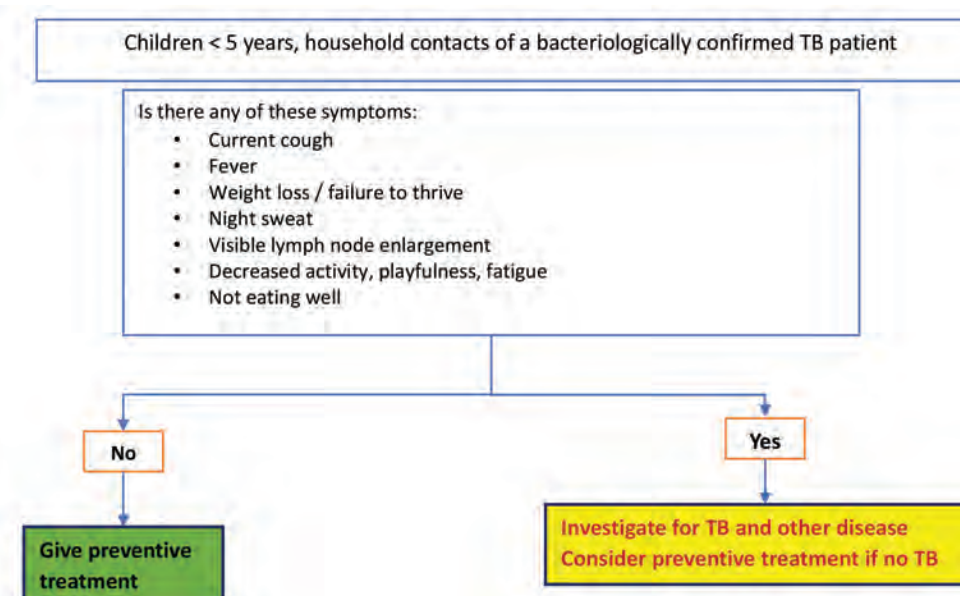 Children < 5 years, household contacts of a bacteriologically confirmed TB patient
Is there any of these symptoms:
• Current cough
• Fever
• Weight loss / failure to thrive
• Night sweat
• Visible lymph node enlargement
• Decreased activity, playfulness, fatigue
• Not eating well
No
Yes
Give preventive
treatment
Investigate for TB and other disease
Consider preventive treatment if no TB